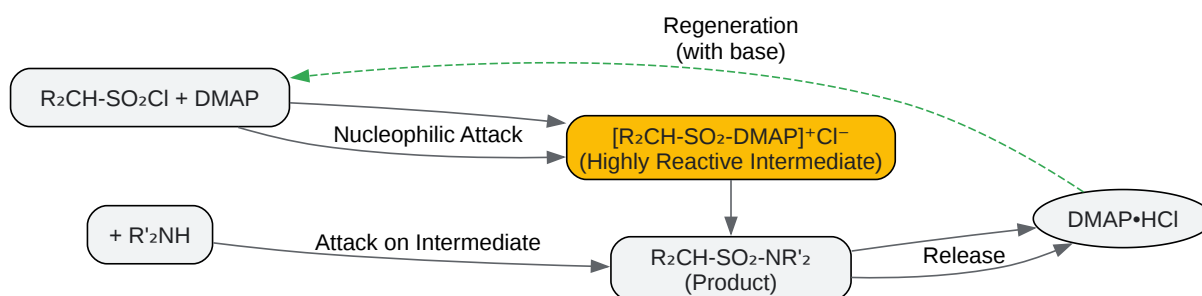 Regeneration
(with base)
R₂CH-SO₂Cl + DMAP
Nucleophilic Attack
[R₂CH-SO₂-DMAP]⁺Cl⁻
(Highly Reactive Intermediate)
+ R'₂NH
Attack on Intermediate
R₂CH-SO₂-NR'₂
(Product)
Release
DMAP•HCl